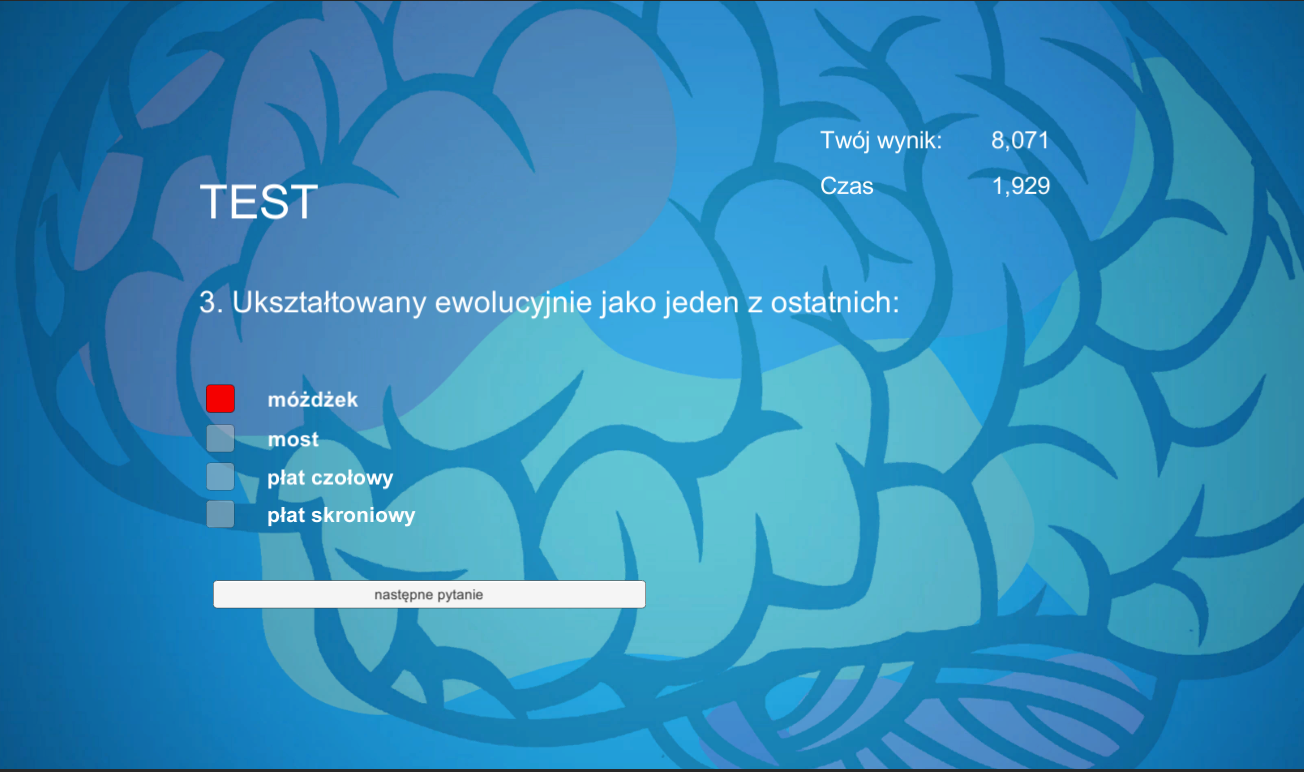 Twój wynik: 8,071
Czas 1,929
TEST
3. Ukształtowany ewolucyjnie jako jeden z ostatnich:
móżdżek
most
płat czołowy
płat skroniowy
następne pytanie